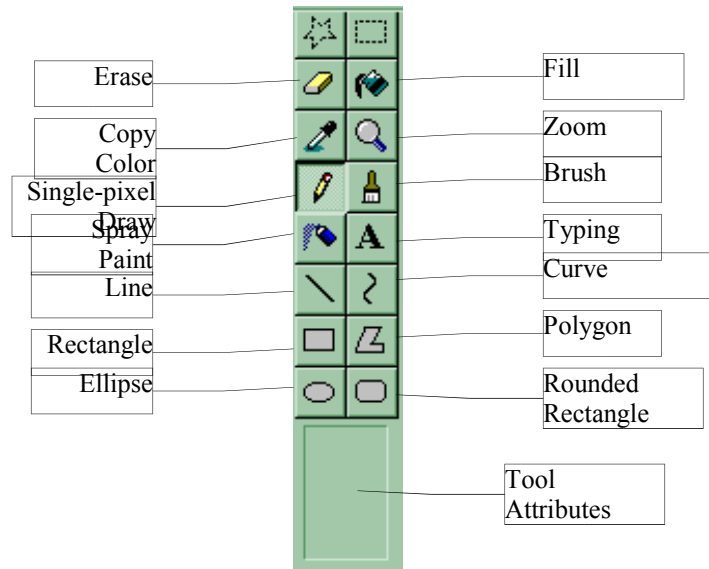 Erase
Copy
Color
Single-pixel
Draw
Spray
Paint
Line
Rectangle
Ellipse
Fill
Zoom
Brush
A
Typing
Curve
Polygon
Rounded
Rectangle
Tool
Attributes